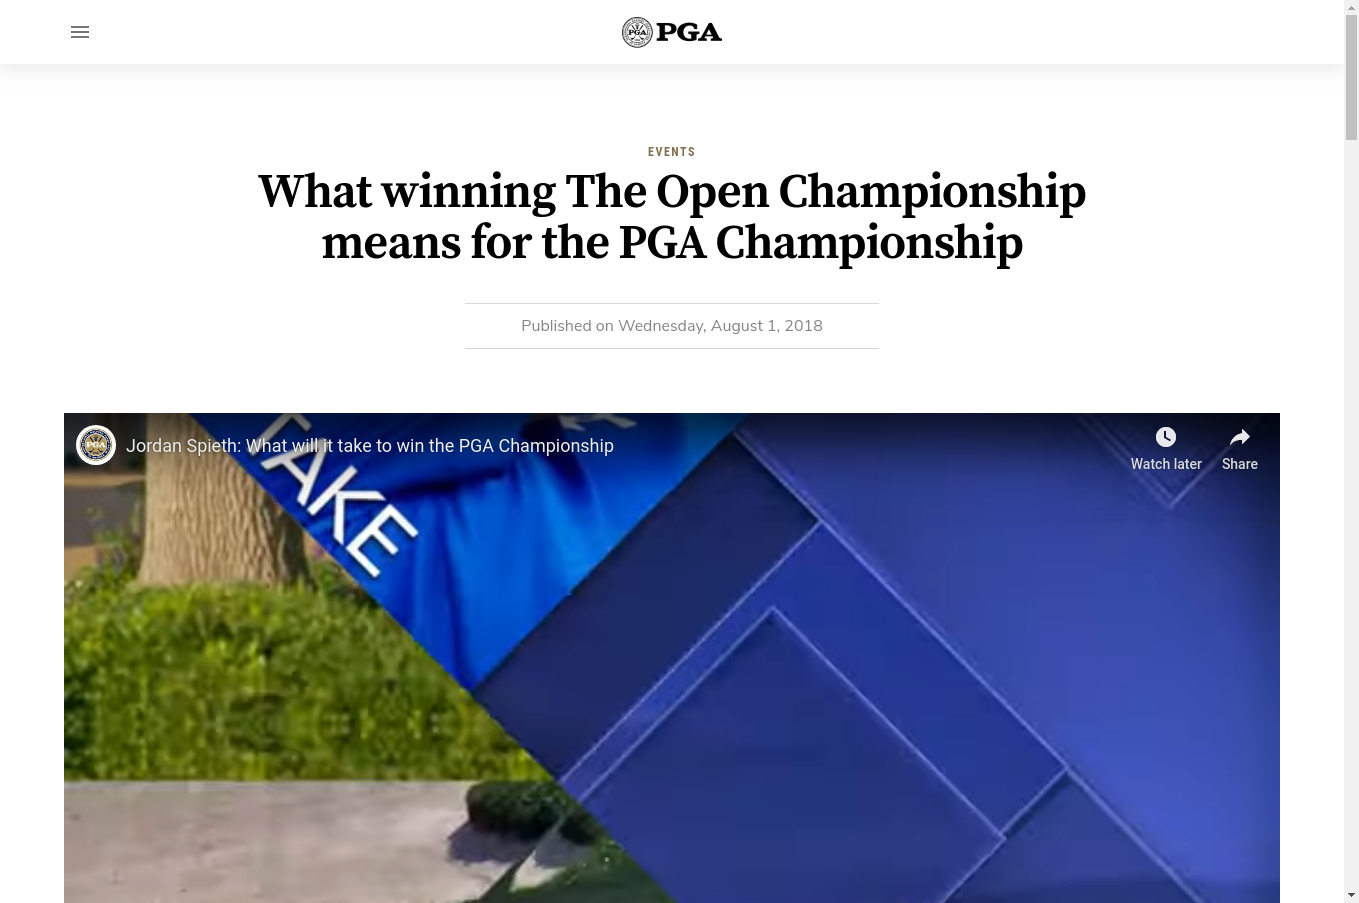 PGA
EVENTS
What winning The Open Championship
means for the PGA Championship
Published on Wednesday, August 1, 2018
PGA
Jordan Spieth: What will it take to win the PGA Championship
Watch later
Share
TAKE